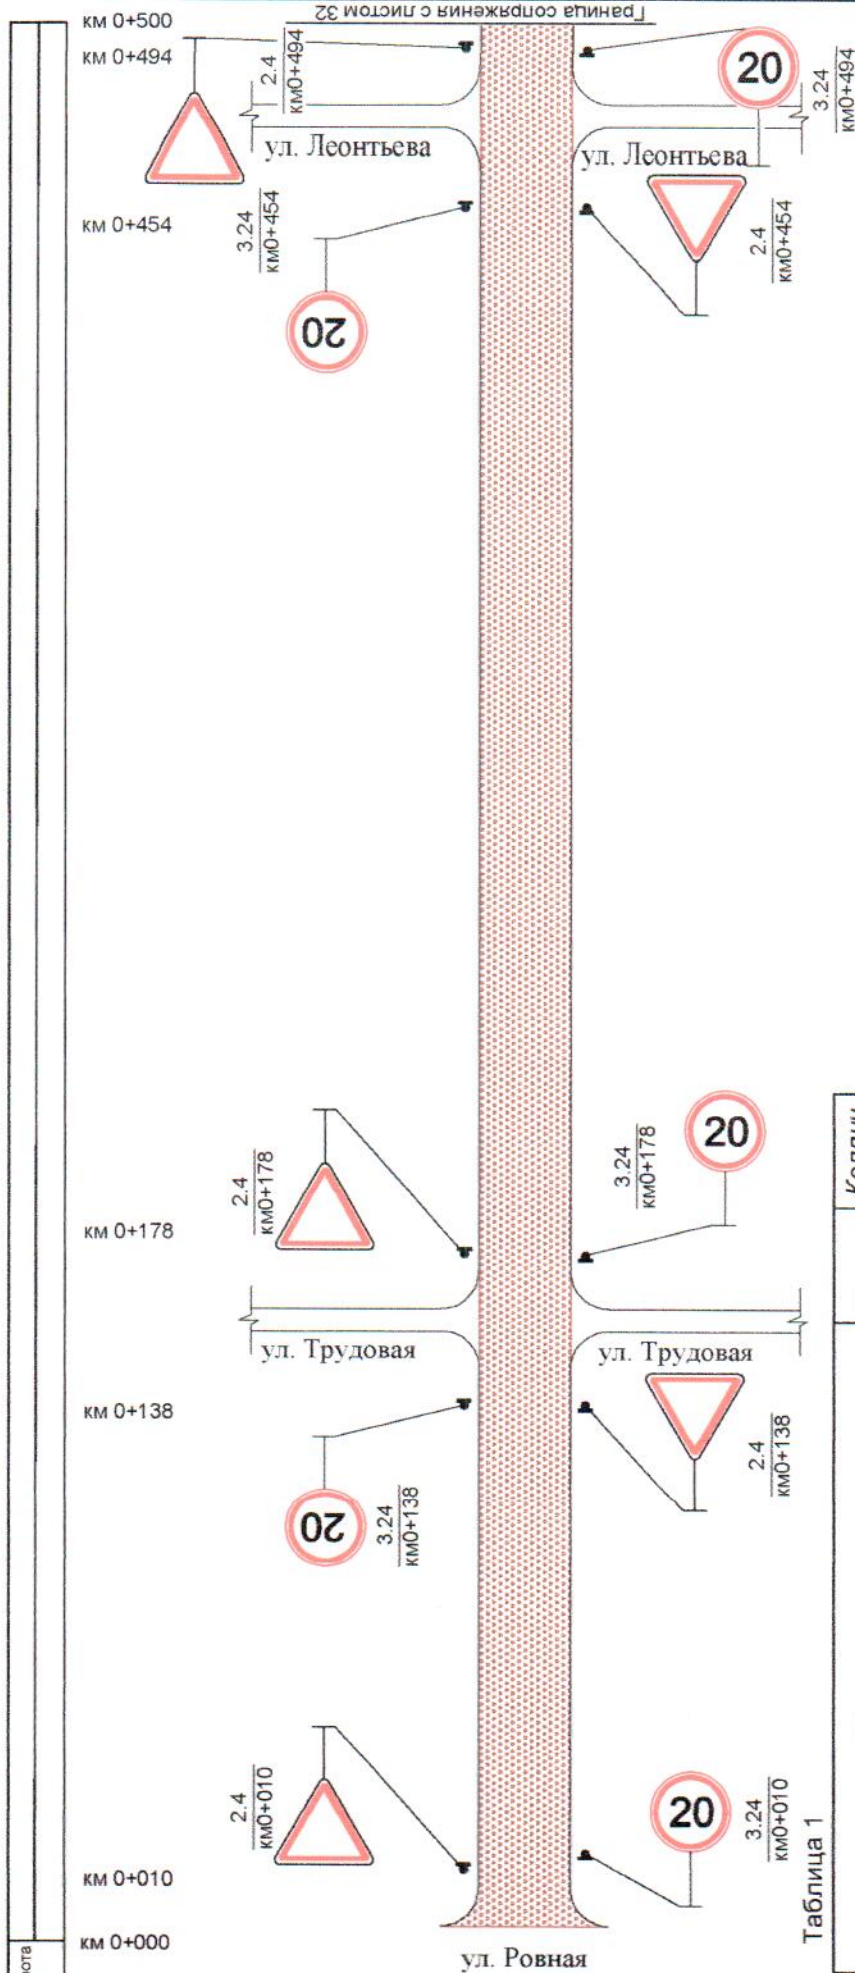 км 0+500
Граница сопряжения с листом 32
км 0+494
2.4
км0+494
20
3.24
км0+494
ул. Леонтьева
ул. Леонтьева
км 0+454
3.24
км0+454
20
2.4
км0+454
2.4
км0+178
3.24
км0+178
20
км 0+178
ул. Трудовая
ул. Трудовая
км 0+138
20
3.24
км0+138
2.4
км0+138
2.4
км0+010
20
3.24
км0+010
км 0+010
Таблица 1
км 0+000
ул. Ровная